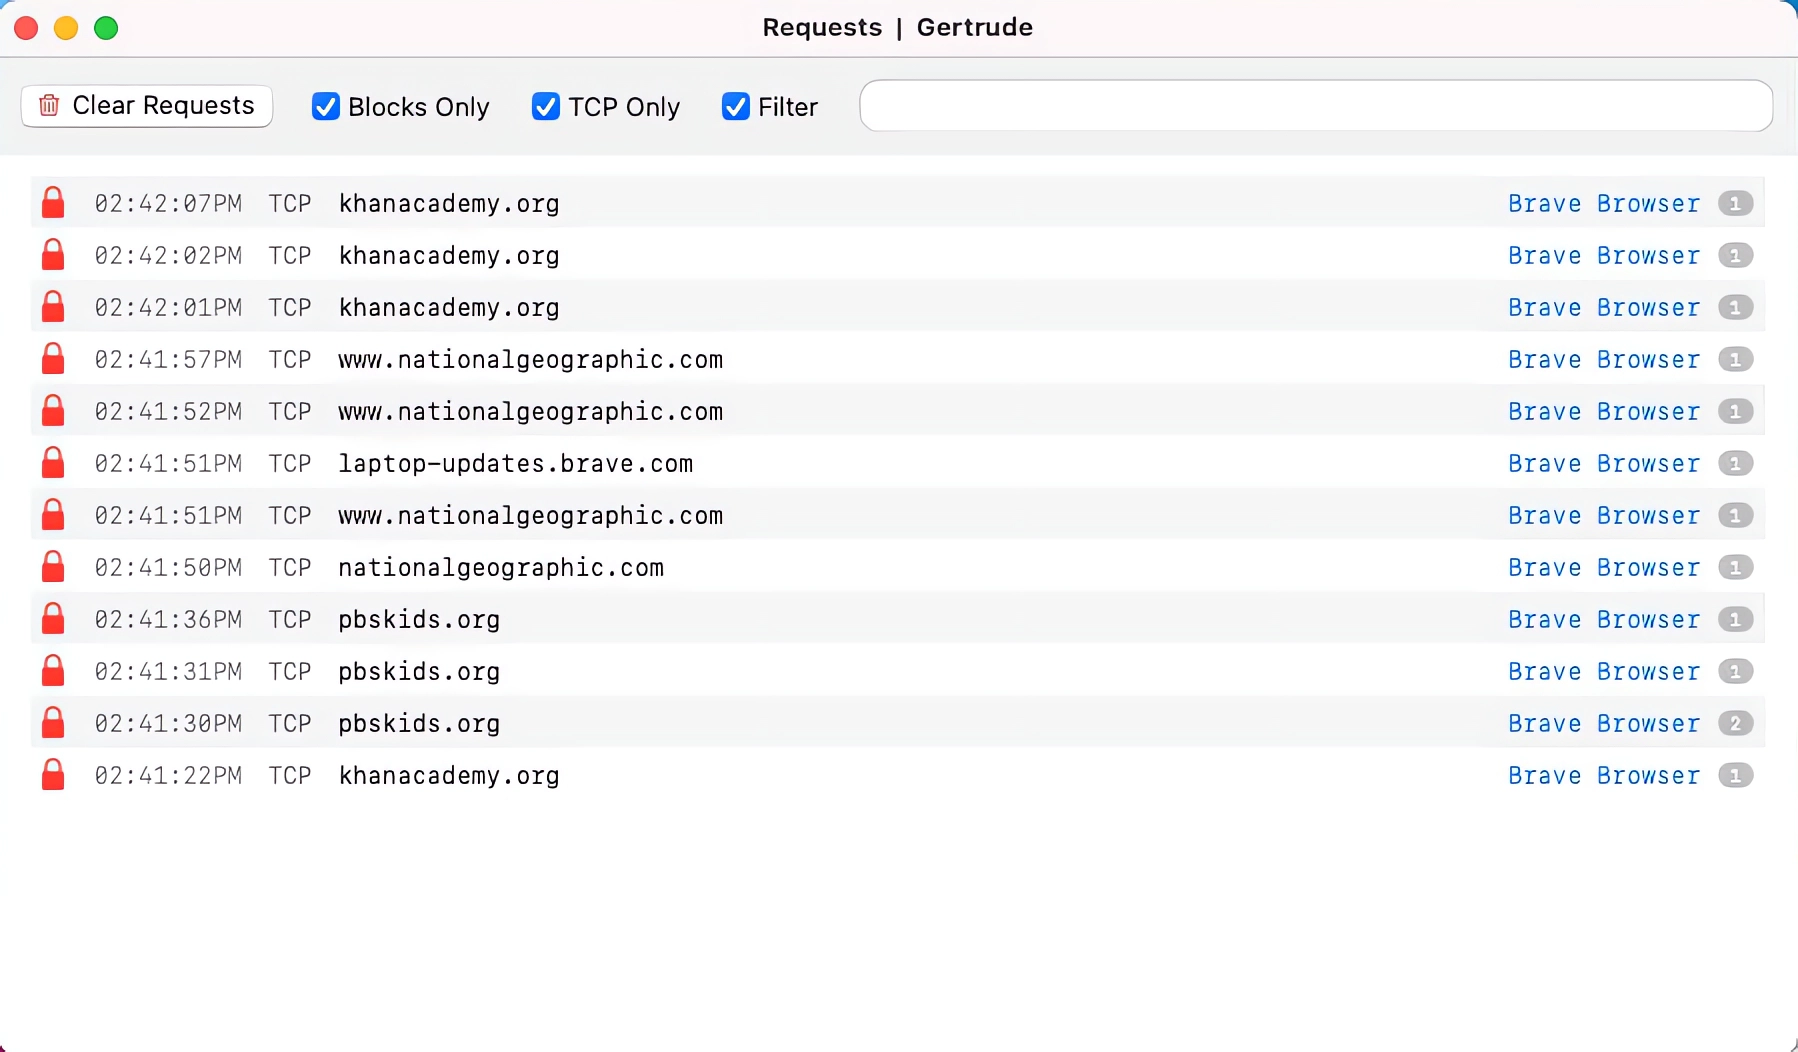 Requests | Gertrude
Clear Requests Blocks Only TCP Only Filter
02:42:07PM TCP khanacademy.org Brave Browser 1
02:42:02PM TCP khanacademy.org Brave Browser 1
02:42:01PM TCP khanacademy.org Brave Browser 1
02:41:57PM TCP www.nationalgeographic.com Brave Browser 1
02:41:52PM TCP www.nationalgeographic.com Brave Browser 1
02:41:51PM TCP laptop-updates.brave.com Brave Browser 1
02:41:51PM TCP www.nationalgeographic.com Brave Browser 1
02:41:50PM TCP nationalgeographic.com Brave Browser 1
02:41:36PM TCP pbskids.org Brave Browser 1
02:41:31PM TCP pbskids.org Brave Browser 1
02:41:30PM TCP pbskids.org Brave Browser 2
02:41:22PM TCP khanacademy.org Brave Browser 1